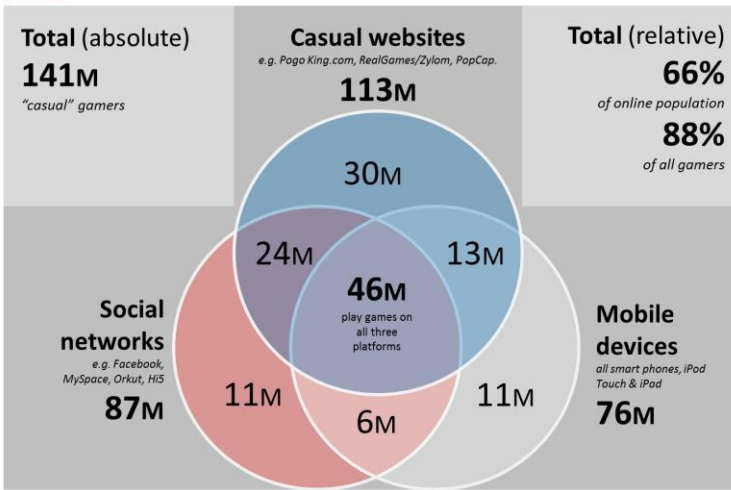 Total (absolute)
141M
"casual" gamers
Casual websites
e.g. Pogo King.com, RealGames/Zylom, PopCap.
113M
Total (relative)
66%
of online population
88%
of all gamers
30M
24M
13M
46M
play games on
all three
platforms
Social
networks
e.g. Facebook,
MySpace, Orkut, Hi5
87M
Mobile
devices
all smart phones, iPod
Touch & iPad
76M
11M
6M
11M